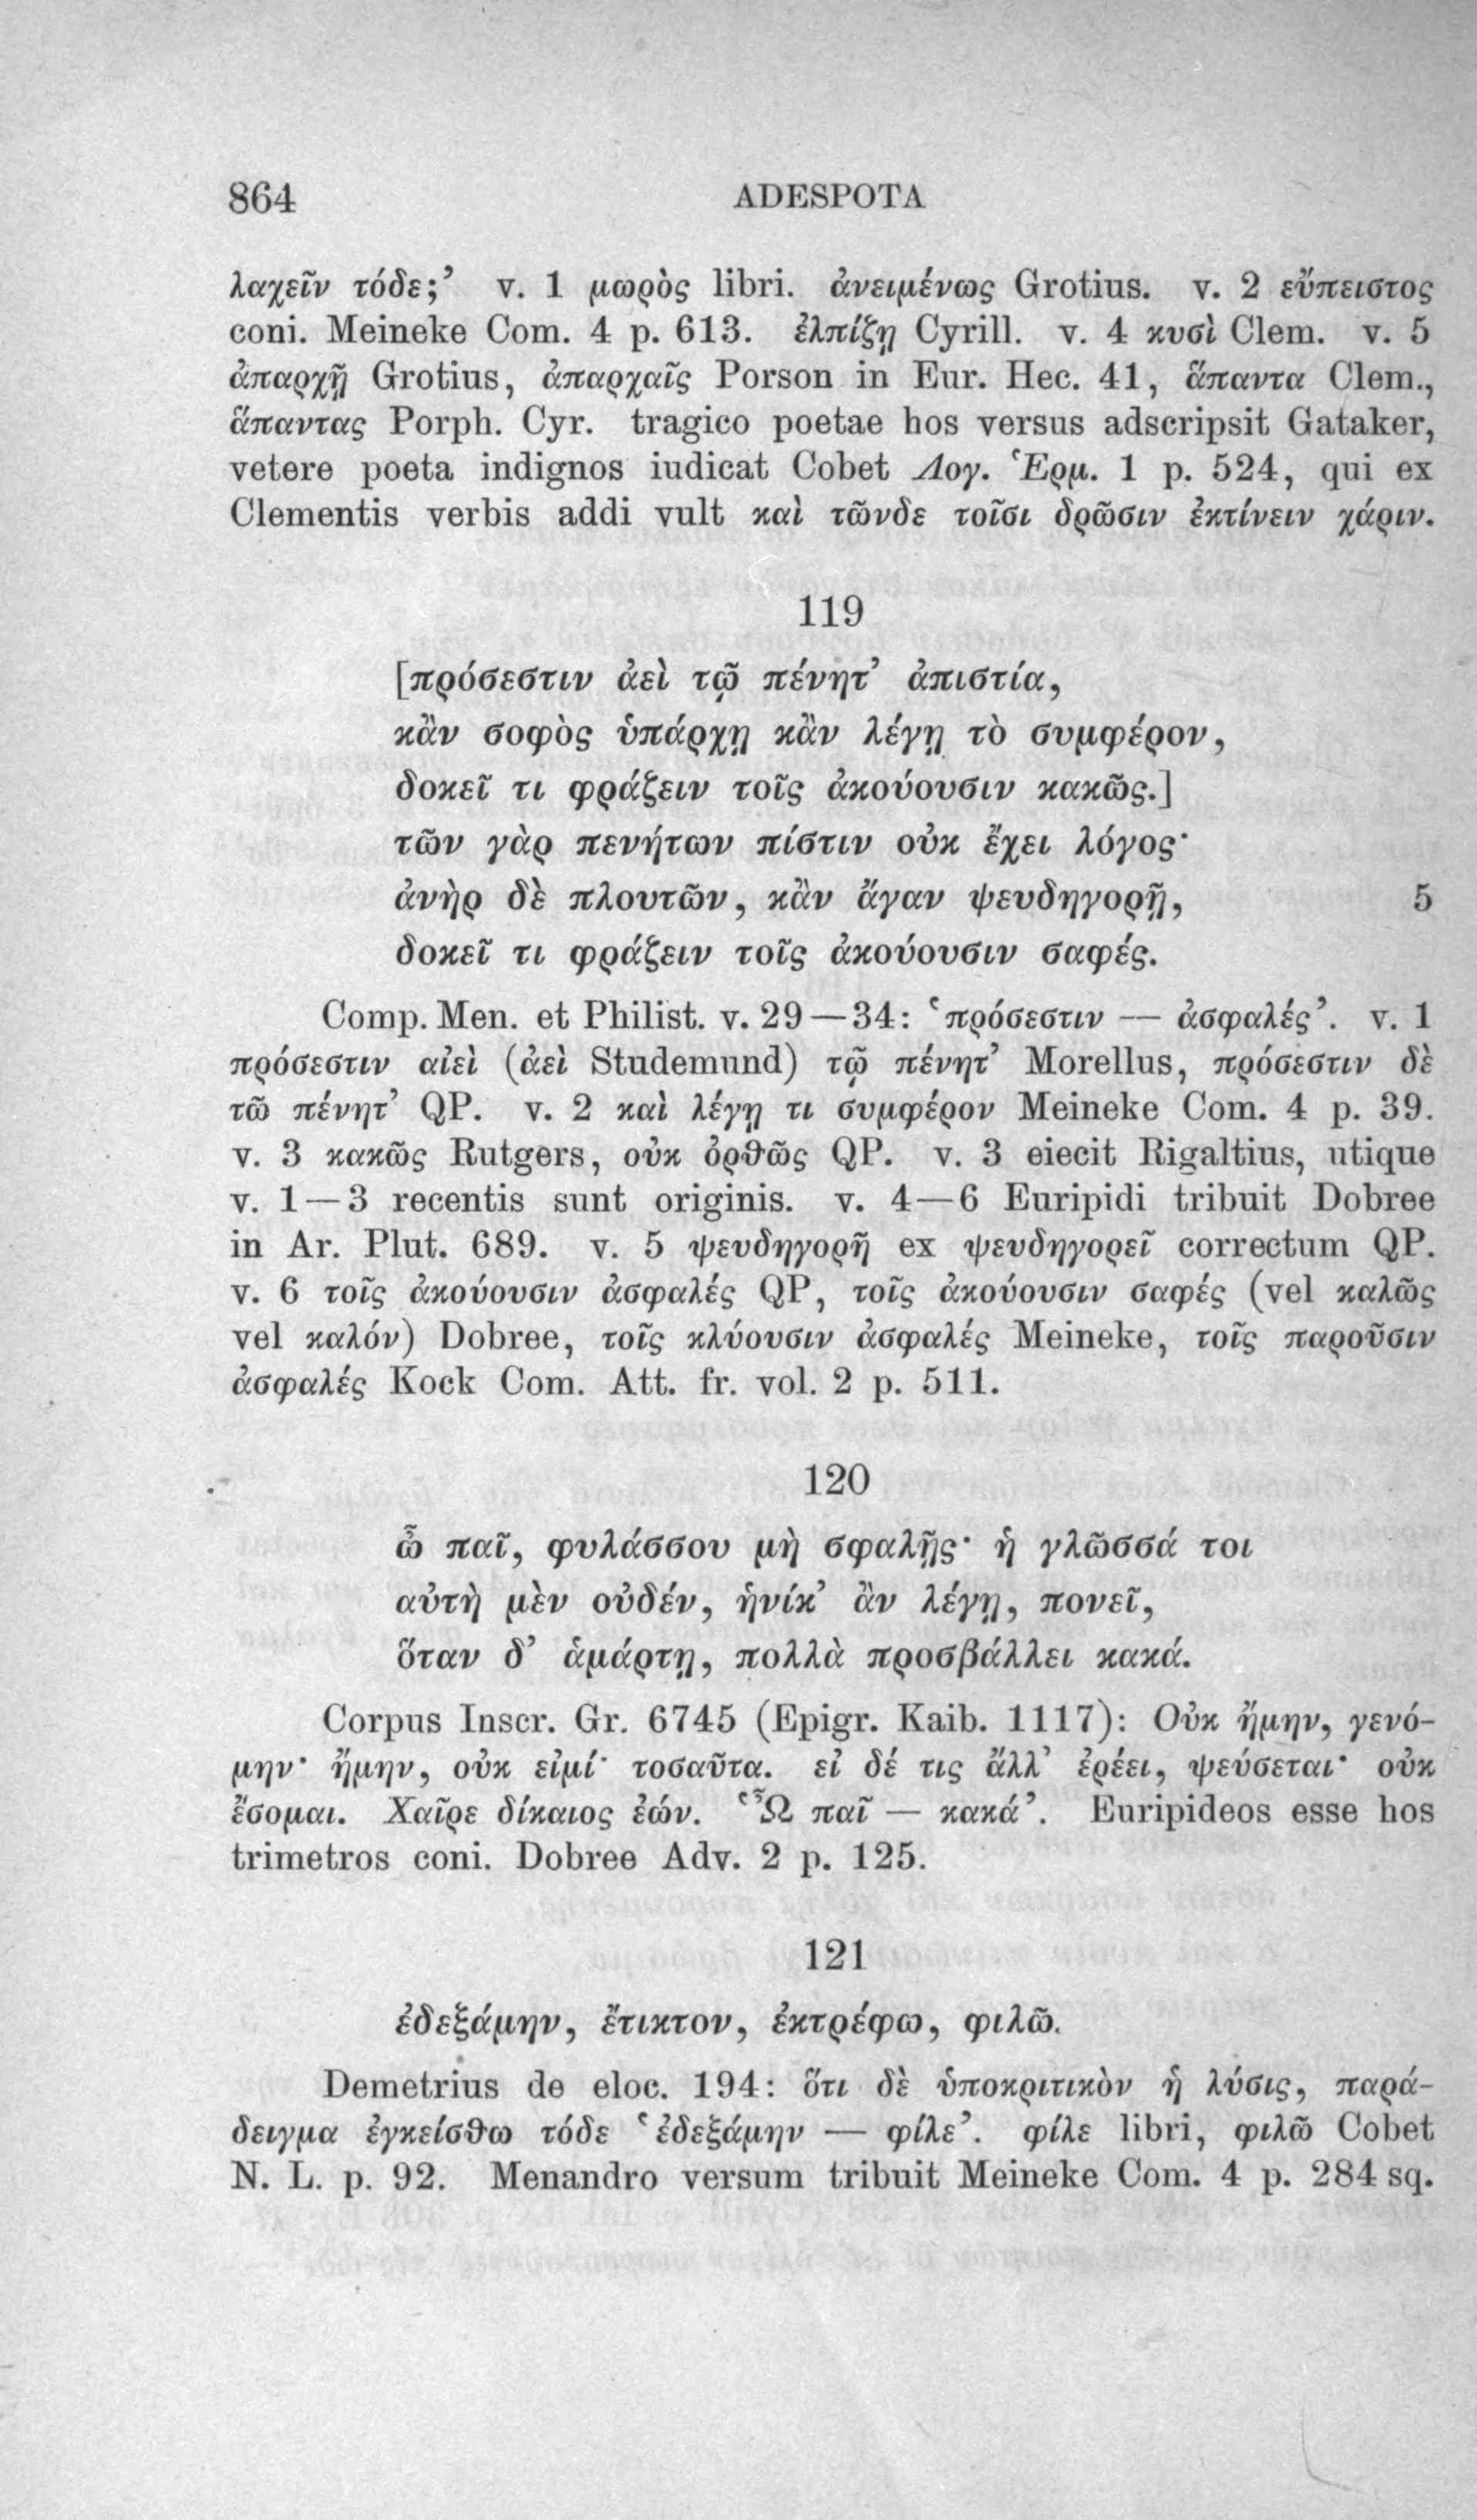 864 ADESPOTA
λαχεῖν τόδε;’ v. 1 μωρὸς libri. ἀνειμένως Grotius. v. 2 εὔπειστος
coni. Meineke Com. 4 p. 613. ἐλπίζῃ Cyrill. v. 4 κυσὶ Clem. v. 5
ἀπαρχῇ Grotius, ἀπαρχαῖς Porson in Eur. Hec. 41, ἅπαντα Clem.,
ἅπαντας Porph. Cyr. tragico poetae hos versus adscripsit Gataker,
vetere poeta indignos iudicat Cobet Λογ. Ἑρμ. 1 p. 524, qui ex
Clementis verbis addi vult καὶ τῶνδε τοῖσι δρῶσιν ἐκτίνειν χάριν.
119
[πρόσεστιν ἀεὶ τῷ πένητ’ ἀπιστία,
κἂν σοφὸς ὑπάρχῃ κἂν λέγῃ τὸ συμφέρον,
δοκεῖ τι φράζειν τοῖς ἀκούουσιν κακῶς.]
τῶν γὰρ πενήτων πίστιν οὐκ ἔχει λόγος·
ἀνὴρ δὲ πλουτῶν, κἂν ἄγαν ψευδηγορῇ, 5
δοκεῖ τι φράζειν τοῖς ἀκούουσιν σαφές.
Comp. Men. et Philist. v. 29—34: ‘πρόσεστιν — ἀσφαλές’. v. 1
πρόσεστιν αἰεὶ (ἀεὶ Studemund) τῷ πένητ’ Morellus, πρόσεστιν δὲ
τῶ πένητ’ QP. v. 2 καὶ λέγῃ τι συμφέρον Meineke Com. 4 p. 39.
v. 3 κακῶς Rutgers, οὐκ ὀρθῶς QP. v. 3 eiecit Rigaltius, utique
v. 1—3 recentis sunt originis. v. 4—6 Euripidi tribuit Dobree
in Ar. Plut. 689. v. 5 ψευδηγορῆ ex ψευδηγορεῖ correctum QP.
v. 6 τοῖς ἀκούουσιν ἀσφαλές QP, τοῖς ἀκούουσιν σαφές (vel καλῶς
vel καλόν) Dobree, τοῖς κλύουσιν ἀσφαλές Meineke, τοῖς παροῦσιν
ἀσφαλές Kock Com. Att. fr. vol. 2 p. 511.
120
ὦ παῖ, φυλάσσου μὴ σφαλῇς· ἡ γλῶσσά τοι
αὐτὴ μὲν οὐδέν, ἡνίκ’ ἂν λέγῃ, πονεῖ,
ὅταν δ’ ἁμάρτῃ, πολλὰ προσβάλλει κακά.
Corpus Inscr. Gr. 6745 (Epigr. Kaib. 1117): Οὐκ ἤμην, γενό-
μην· ἤμην, οὐκ εἰμί· τοσαῦτα. εἰ δέ τις ἄλλ’ ἐρέει, ψεύσεται· οὐκ
ἔσομαι. Χαῖρε δίκαιος ἐών. ‘Ὦ παῖ — κακά’. Euripideos esse hos
trimetros coni. Dobree Adv. 2 p. 125.
121
ἐδεξάμην, ἔτικτον, ἐκτρέφω, φιλῶ.
Demetrius de eloc. 194: ὅτι δὲ ὑποκριτικὸν ἡ λύσις, παρά-
δειγμα ἐγκείσθω τόδε ‘ἐδεξάμην — φίλε’. φίλε libri, φιλῶ Cobet
N. L. p. 92. Menandro versum tribuit Meineke Com. 4 p. 284 sq.